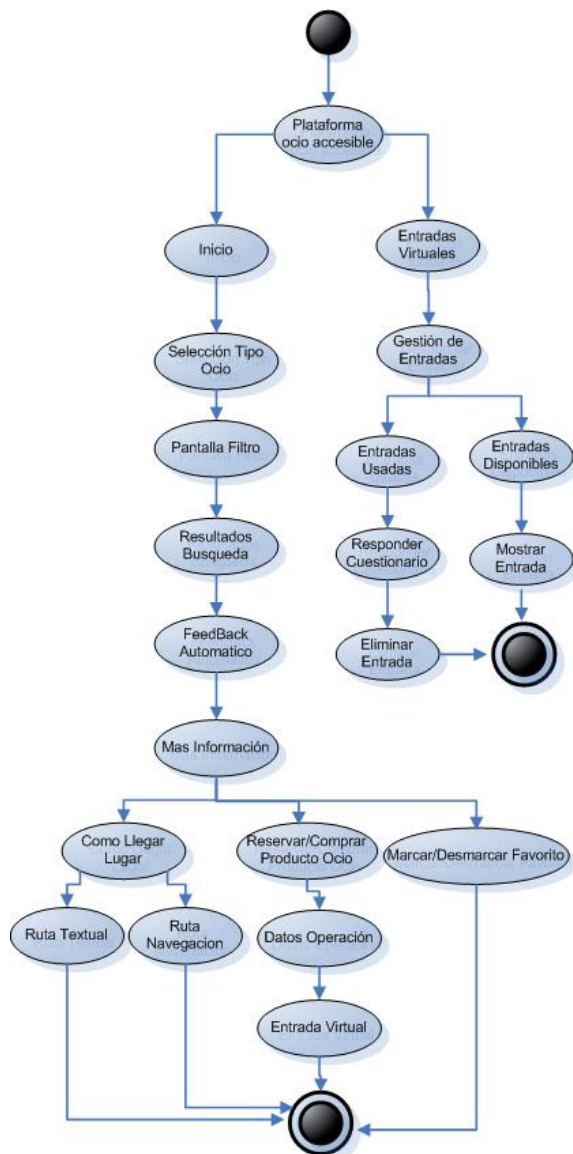 Plataforma
ocio accesible
Inicio
Entradas
Virtuales
Selección Tipo
Ocio
Gestión de
Entradas
Pantalla Filtro
Entradas
Usadas
Entradas
Disponibles
Resultados
Busqueda
Responder
Cuestionario
Mostrar
Entrada
FeedBack
Automatico
Eliminar
Entrada
Mas Información
Como Llegar
Lugar
Reservar/Comprar
Producto Ocio
Marcar/Desmarcar Favorito
Ruta Textual
Ruta
Navegacion
Datos Operación
Entrada Virtual